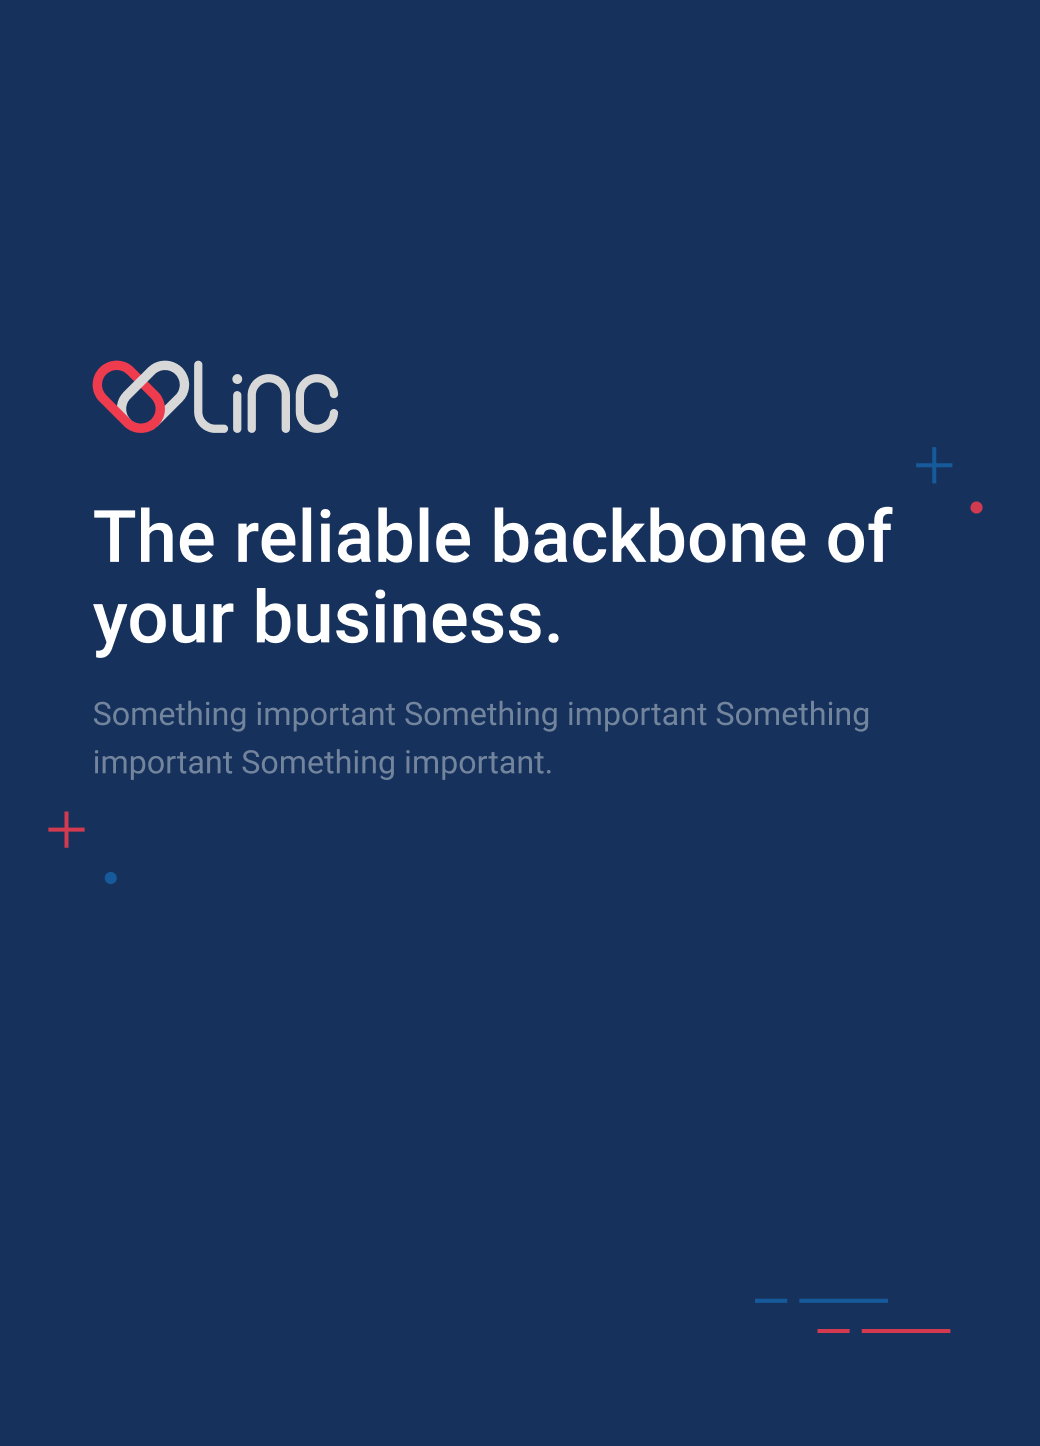 Linc
The reliable backbone of
your business.
Something important Something important Something
important Something important.